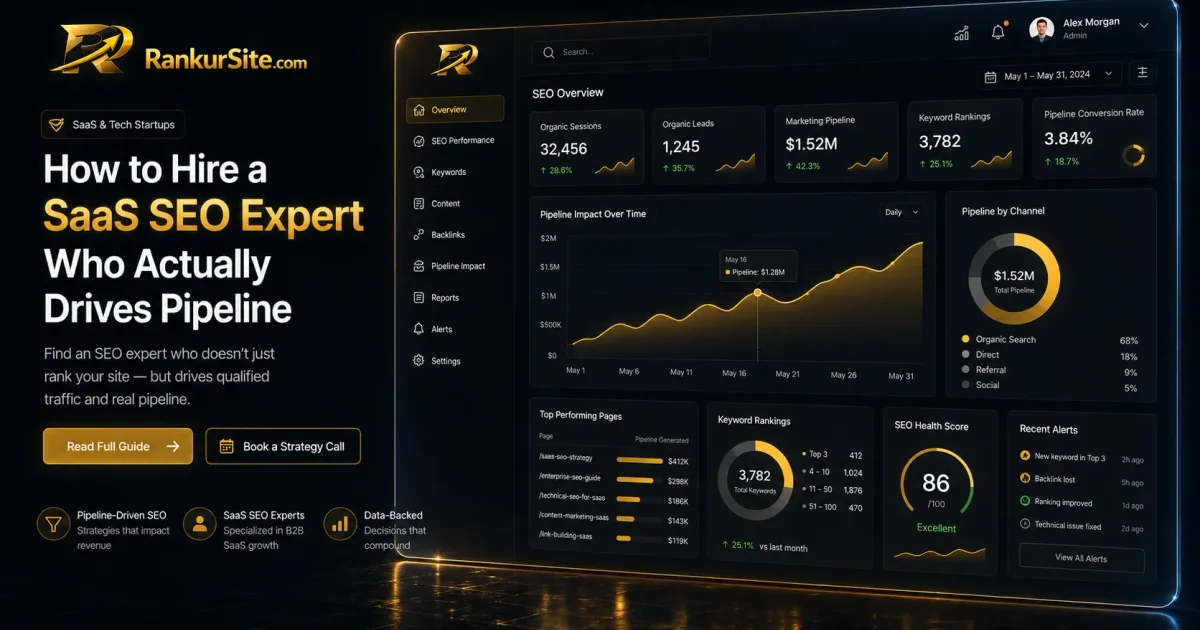 RankurSite.com
SaaS & Tech Startups
How to Hire a
SaaS SEO Expert
Who Actually
Drives Pipeline
Find an SEO expert who doesn't just
rank your site — but drives qualified
traffic and real pipeline.
Read Full Guide →
Book a Strategy Call
Pipeline-Driven SEO
Strategies that impact
revenue
SaaS SEO Experts
Specialized in B2B
SaaS growth
Data-Backed
Decisions that
compound
Search...
Alex Morgan
Admin
May 1 – May 31, 2024
Overview
SEO Performance
Keywords
Content
Backlinks
Pipeline Impact
Reports
Alerts
Settings
SEO Overview
Organic Sessions
32,456
↑ 28.6%
Organic Leads
1,245
↑ 35.7%
Marketing Pipeline
$1.52M
↑ 42.3%
Keyword Rankings
3,782
↑ 25.1%
Pipeline Conversion Rate
3.84%
↑ 18.7%
Pipeline Impact Over Time
Daily
$2M
$1.5M
$1M
$500K
$0
May 16
Pipeline: $1.28M
May 1 May 6 May 11 May 16 May 21 May 26 May 31
Pipeline by Channel
$1.52M
Total Pipeline
Organic Search 68%
Direct 18%
Referral 9%
Social 5%
Top Performing Pages
Page Pipeline Generated
/saas-seo-strategy $412K
/enterprise-seo-guide $298K
/technical-seo-for-saas $186K
/content-marketing-saas $143K
/link-building-saas $119K
Keyword Rankings
3,782
Total Keywords
Top 3 412
4 – 10 1,024
11 – 50 1,876
51 – 100 470
↑ 25.1% vs last month
SEO Health Score
86
/100
Excellent
Recent Alerts
New keyword in Top 3 2h ago
Backlink lost 5h ago
Ranking improved 1d ago
Technical issue fixed 2d ago
View All Alerts